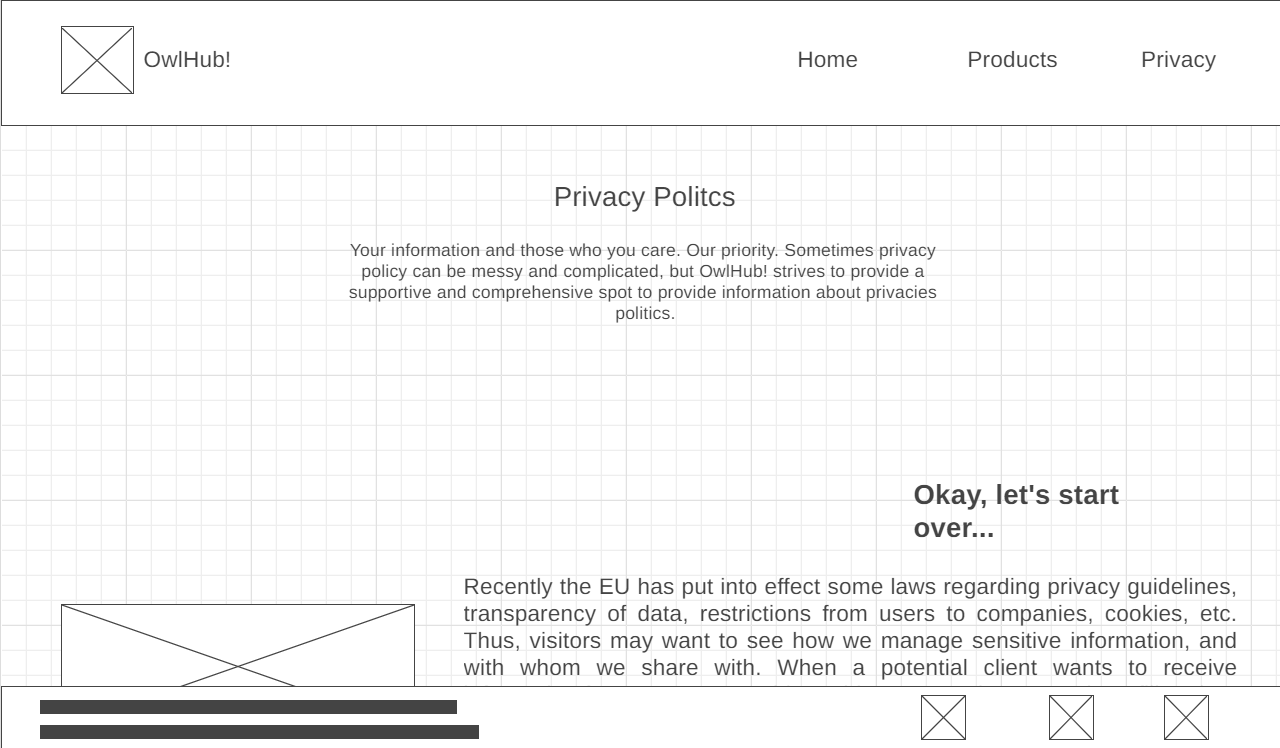 OwlHub!
Home
Products
Privacy
Privacy Politcs
Your information and those who you care. Our priority. Sometimes privacy
policy can be messy and complicated, but OwlHub! strives to provide a
supportive and comprehensive spot to provide information about privacies
politics.
Okay, let's start
over...
Recently the EU has put into effect some laws regarding privacy guidelines,
transparency of data, restrictions from users to companies, cookies, etc.
Thus, visitors may want to see how we manage sensitive information, and
with whom we share with. When a potential client wants to receive